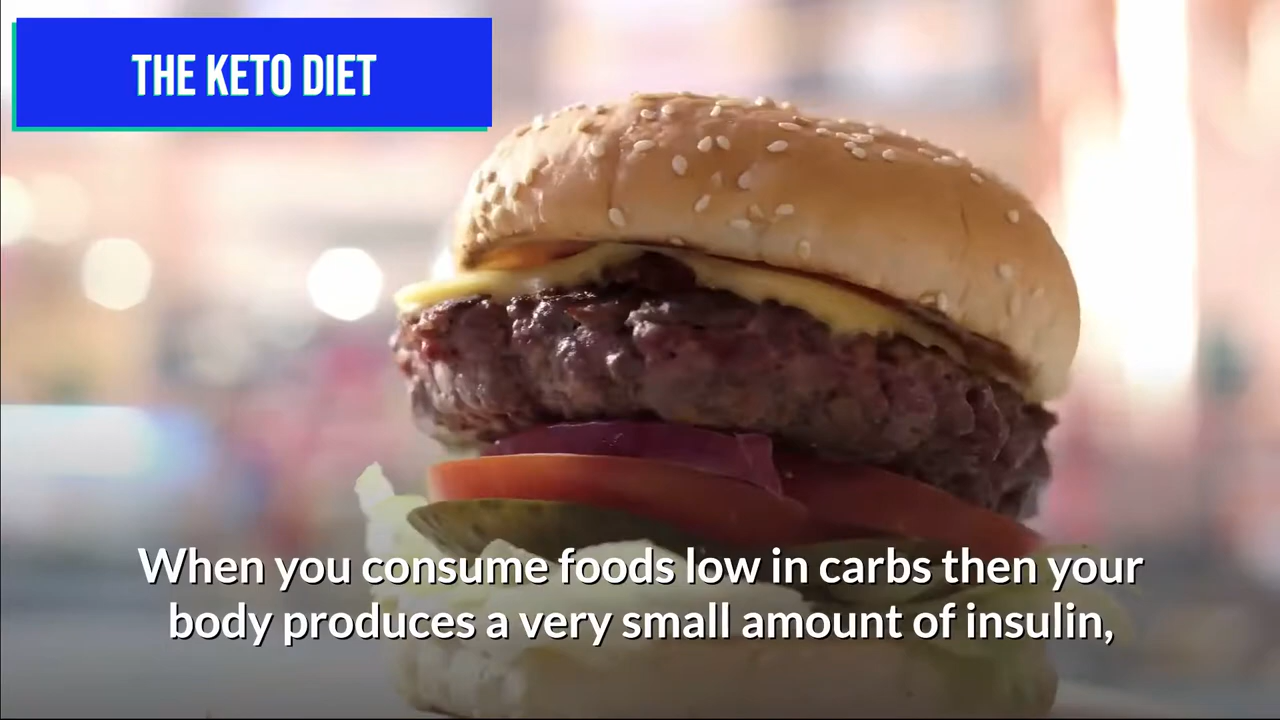 THE KETO DIET
When you consume foods low in carbs then your
body produces a very small amount of insulin,